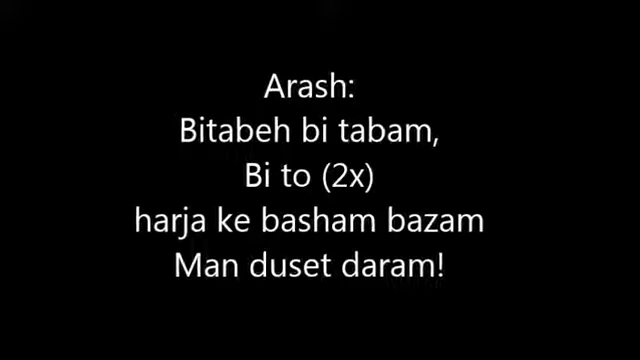 Arash:
Bitabeh bi tabam,
Bi to (2x)
harja ke basham bazam
Man duset daram!